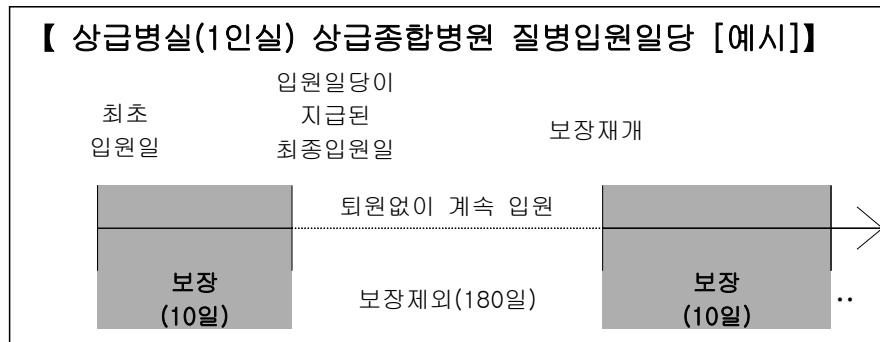 【 상급병실(1인실) 상급종합병원 질병입원일당 [예시]】
최초
입원일
입원일당이
지급된
최종입원일
보장재개
퇴원없이 계속 입원
보장
(10일)
보장제외(180일)
보장
(10일)
..